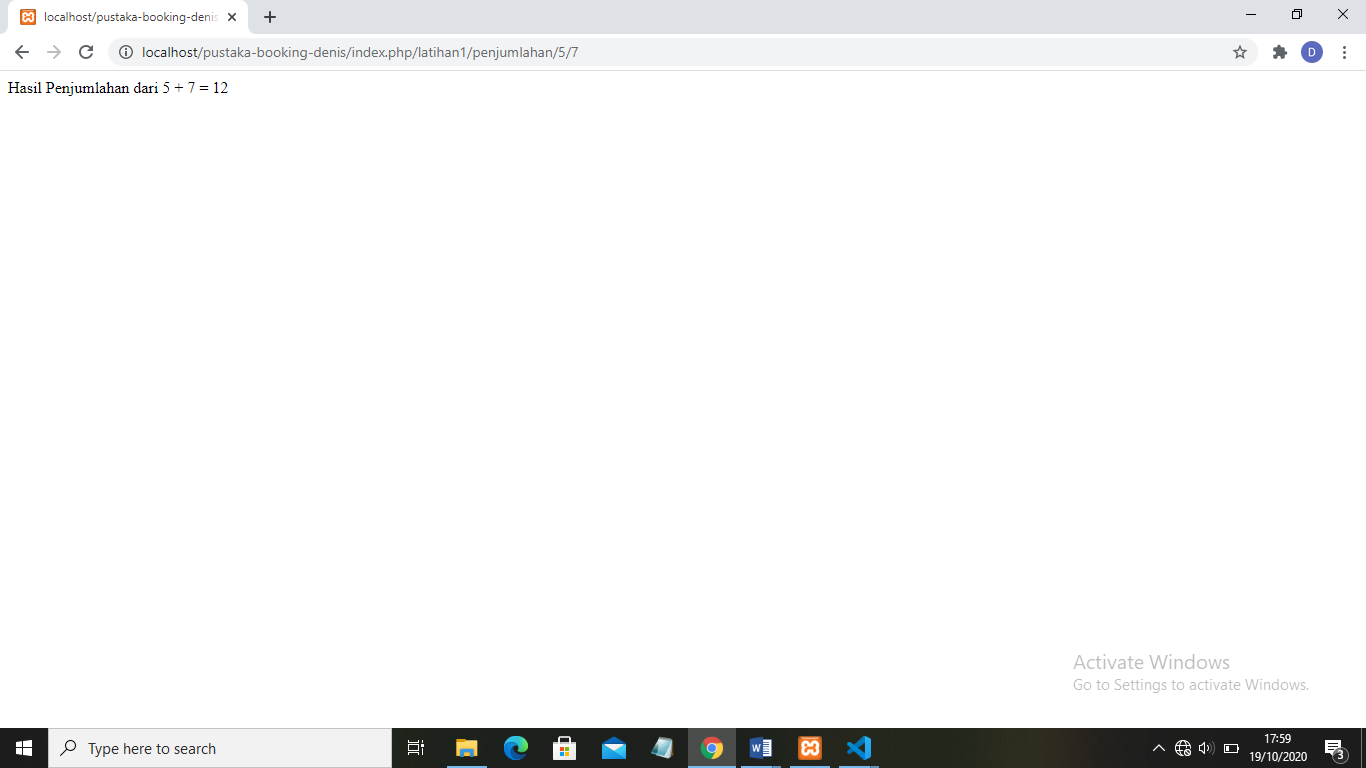 localhost/pustaka-booking-denis
localhost/pustaka-booking-denis/index.php/latihan1/penjumlahan/5/7
D
Hasil Penjumlahan dari 5 + 7 = 12
Activate Windows
Go to Settings to activate Windows.
Type here to search
17:59
19/10/2020
3